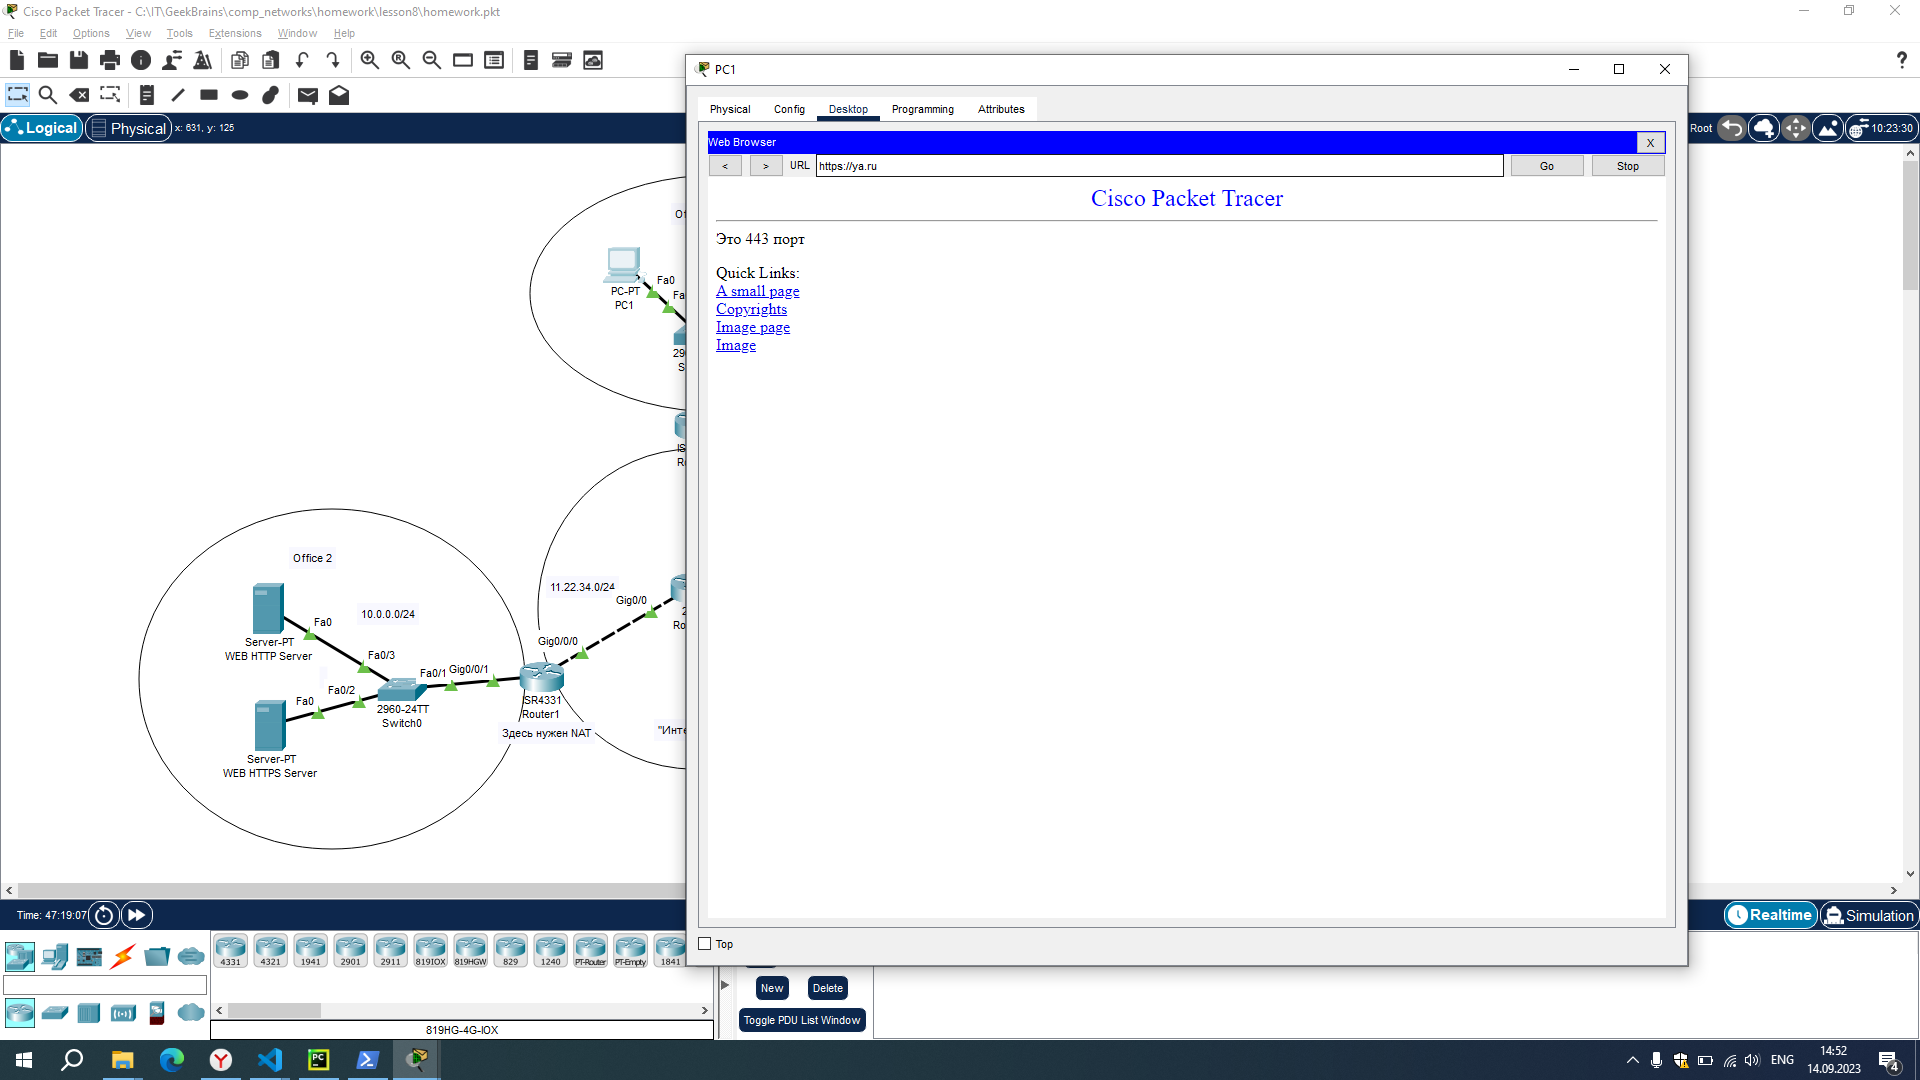 Cisco Packet Tracer - C:\IT\GeekBrains\comp_networks\homework\lesson8\homework.pkt
File Edit Options View Tools Extensions Window Help
Logical Physical x: 631, y: 125
Root 10:23:30
PC1
Physical Config Desktop Programming Attributes
Web Browser X
< > URL https://ya.ru Go Stop
Cisco Packet Tracer
Это 443 порт
Quick Links:
A small page
Copyrights
Image page
Image
Top
Fa0
PC-PT
PC1
Office 2
10.0.0.0/24
Fa0
Server-PT
WEB HTTP Server
Fa0/3
Fa0/2
Fa0
Server-PT
WEB HTTPS Server
2960-24TT
Switch0
Fa0/1 Gig0/0/1
ISR4331
Router1
Здесь нужен NAT
Gig0/0/0
11.22.34.0/24
Gig0/0
Time: 47:19:07
Realtime Simulation
4331 4321 1941 2901 2911 819IOX 819HGW 829 1240 PT-Router PT-Empty 1841
819HG-4G-IOX
New Delete
Toggle PDU List Window
ENG
14:52
14.09.2023
4